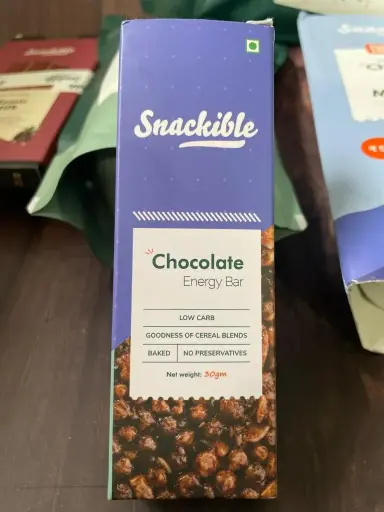 Snackible
Chocolate
Energy Bar
LOW CARB
GOODNESS OF CEREAL BLENDS
BAKED NO PRESERVATIVES
Net weight: 30gm